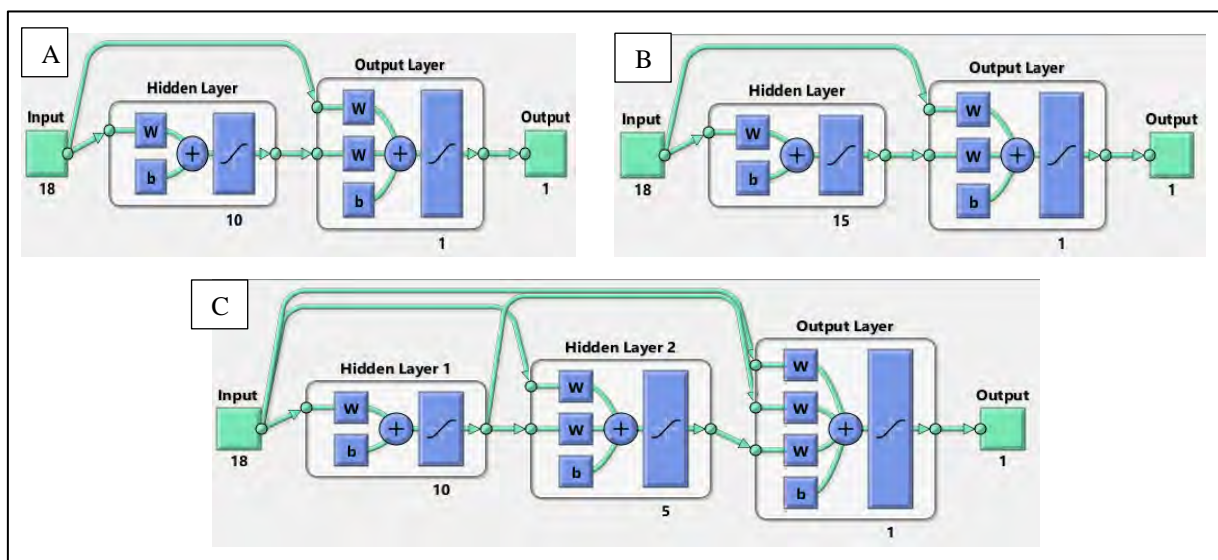 A
Input
18
Hidden Layer
W
b
+
10
Output Layer
W
W
b
+
1
Output
1
B
Input
18
Hidden Layer
W
b
+
15
Output Layer
W
W
b
+
1
Output
1
C
Input
18
Hidden Layer 1
W
b
+
10
Hidden Layer 2
W
W
b
+
5
Output Layer
W
W
W
b
+
1
Output
1